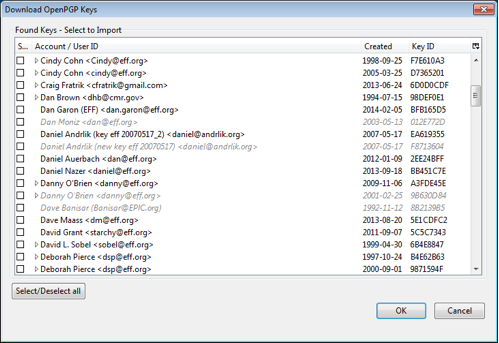 Download OpenPGP Keys
Found Keys - Select to Import
S... Account / User ID Created Key ID
Cindy Cohn <Cindy@eff.org> 1998-09-25 F7E610A3
Cindy Cohn <cindy@eff.org> 2005-03-25 D7365201
Craig Fratrik <cfratrik@gmail.com> 2013-06-24 6D0D0CDF
Dan Brown <dhb@cmr.gov> 1994-07-15 98DEF0E1
Dan Garon (EFF) <dan.garon@eff.org> 2014-02-05 BFB165D5
Dan Moniz <dan@eff.org> 2003-05-13 012E772D
Daniel Andrlik (key eff 20070517_2) <daniel@andrlik.org> 2007-05-17 EA619355
Daniel Andrlik (new key eff 20070517) <daniel@andrlik.org> 2007-05-17 F8713604
Daniel Auerbach <dan@eff.org> 2012-01-09 2EE24BFF
Daniel Nazer <daniel@eff.org> 2013-09-18 BB451C7E
Danny O'Brien <danny@eff.org> 2009-11-06 A3FDE45E
Danny O'Brien <danny@eff.org> 2001-02-25 9B630D84
Dave Banisar (Banisar@EPIC.org) 1992-11-12 8B2139B5
Dave Maass <dm@eff.org> 2013-08-20 5E1CDFC2
David Grant <starchy@eff.org> 2011-09-07 5C5C7343
David L. Sobel <sobel@eff.org> 1999-04-30 6B4E8847
Deborah Pierce <dsp@eff.org> 1997-10-24 B4E62B63
Deborah Pierce <dsp@eff.org> 2000-09-01 9871594F
Select/Deselect all
OK Cancel